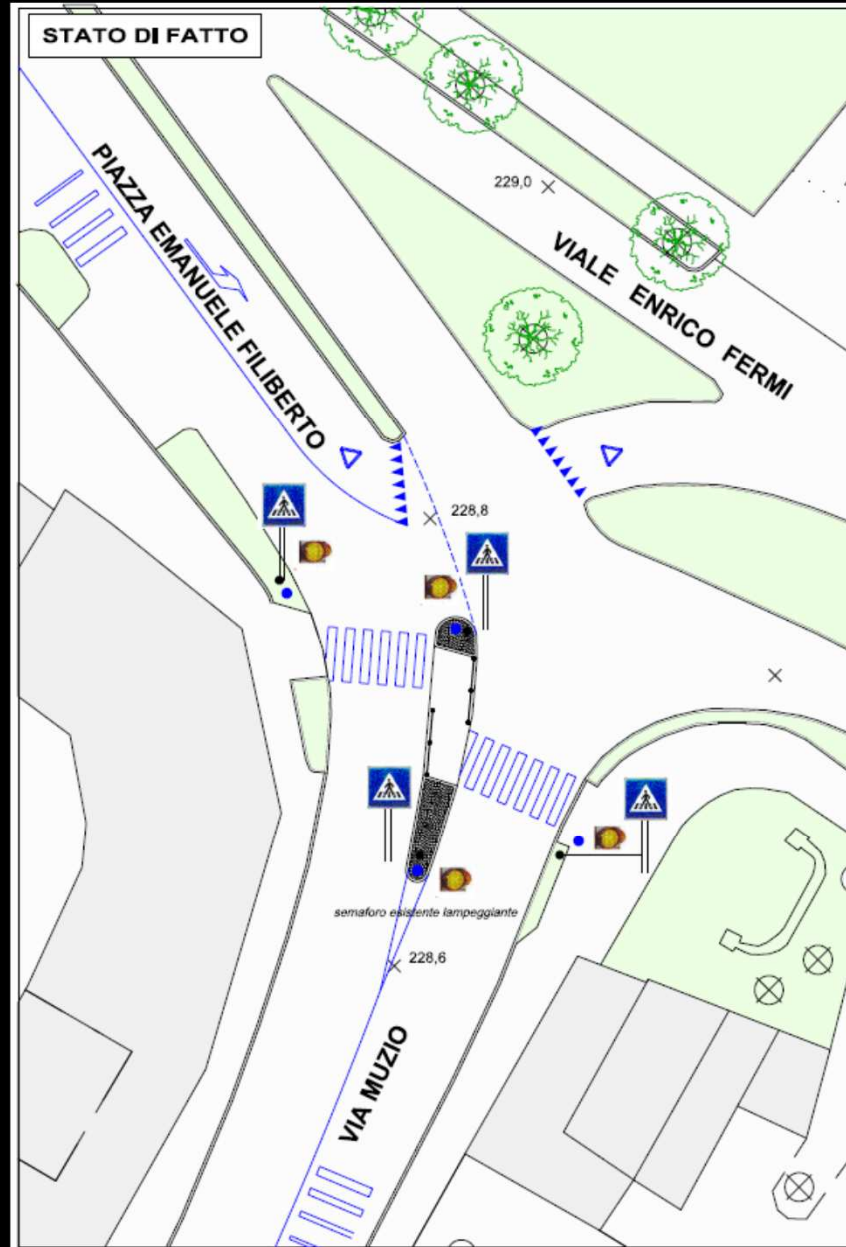 STATO DI FATTO
PIAZZA EMANUELE FILIBERTO
229,0
VIALE ENRICO FERMI
228,8
semaforo esistente lampeggiante
228,6
VIA MUZIO